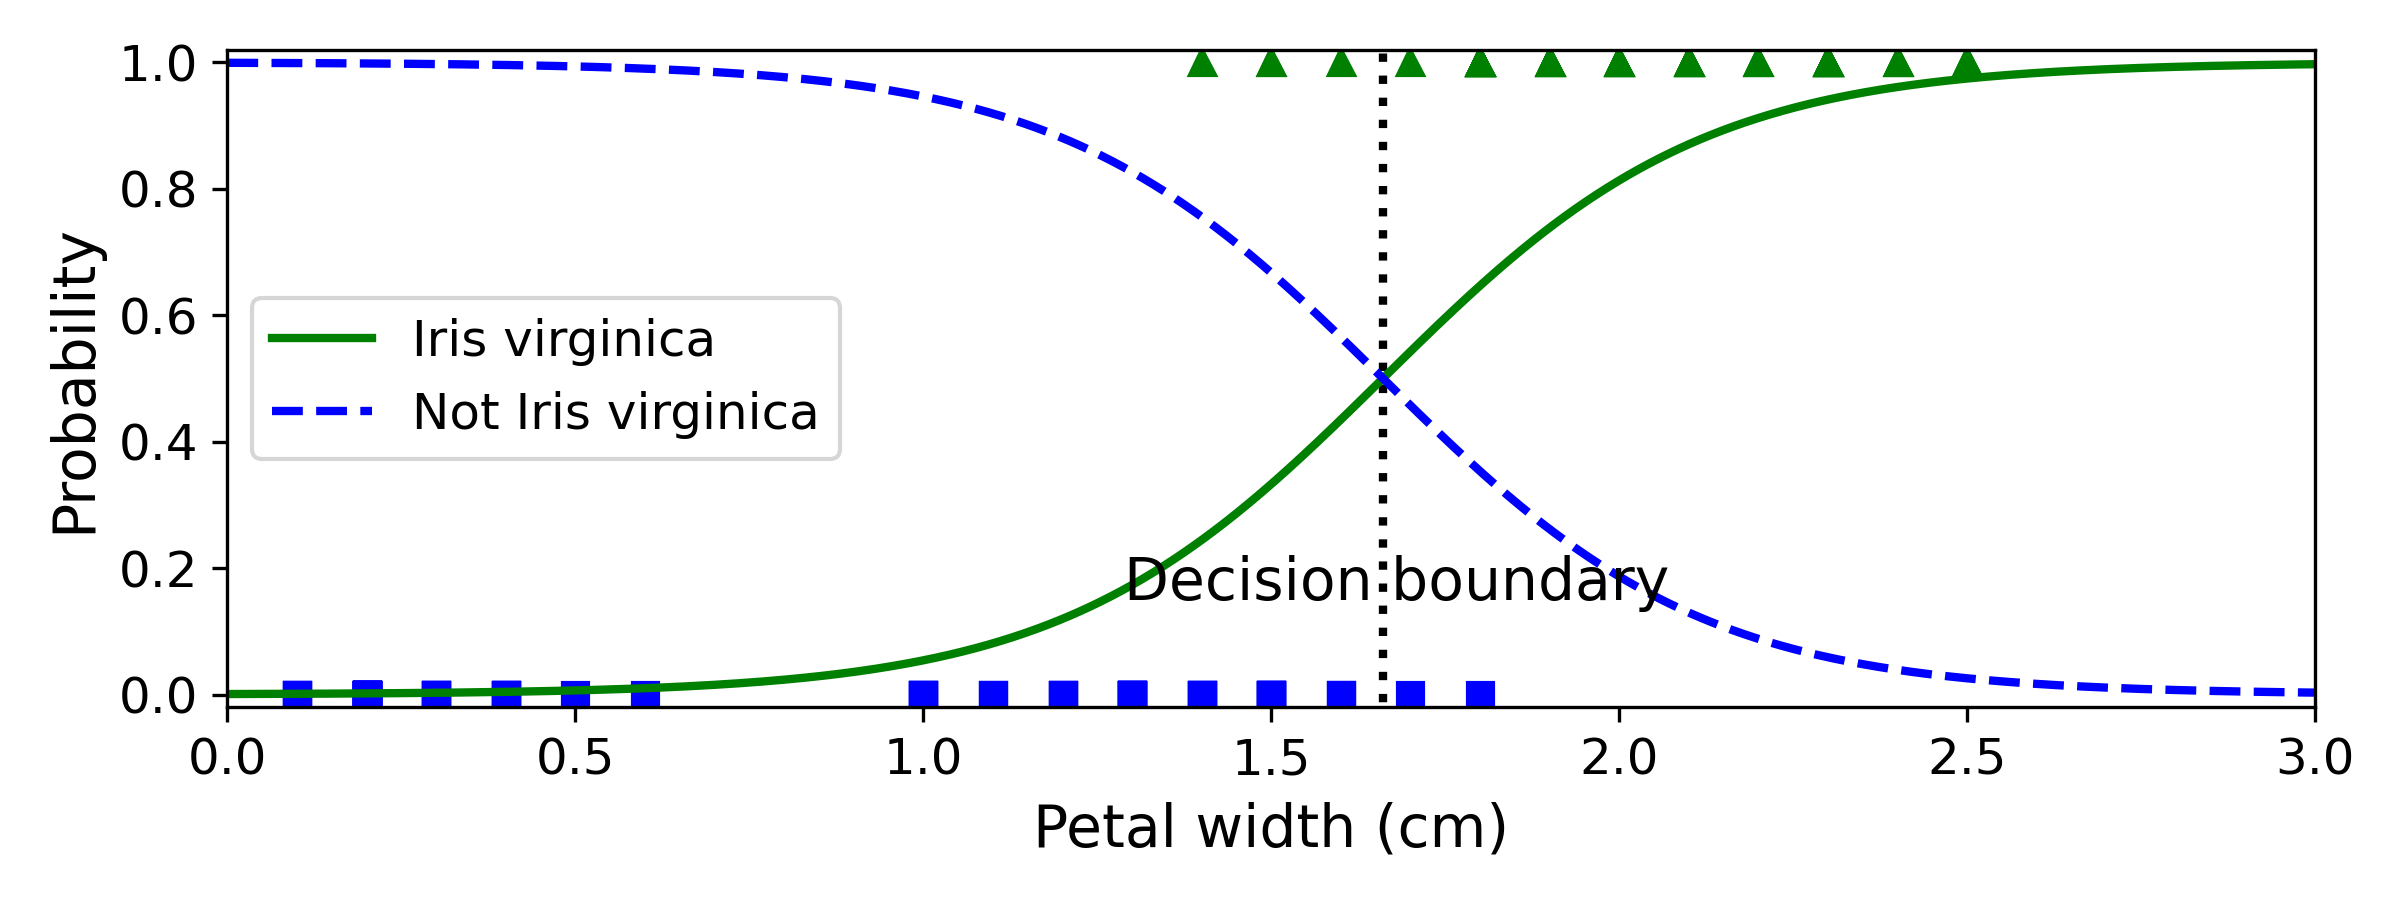 1.0
0.8
0.6
0.4
0.2
0.0
Probability
Iris virginica
Not Iris virginica
Decision boundary
0.0 0.5 1.0 1.5 2.0 2.5 3.0
Petal width (cm)